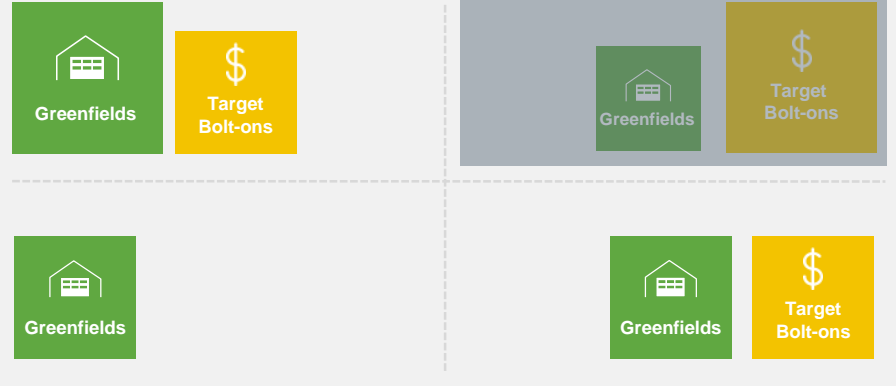 Greenfields
$
Target
Bolt-ons
Greenfields
$
Target
Bolt-ons
Greenfields
Greenfields
$
Target
Bolt-ons